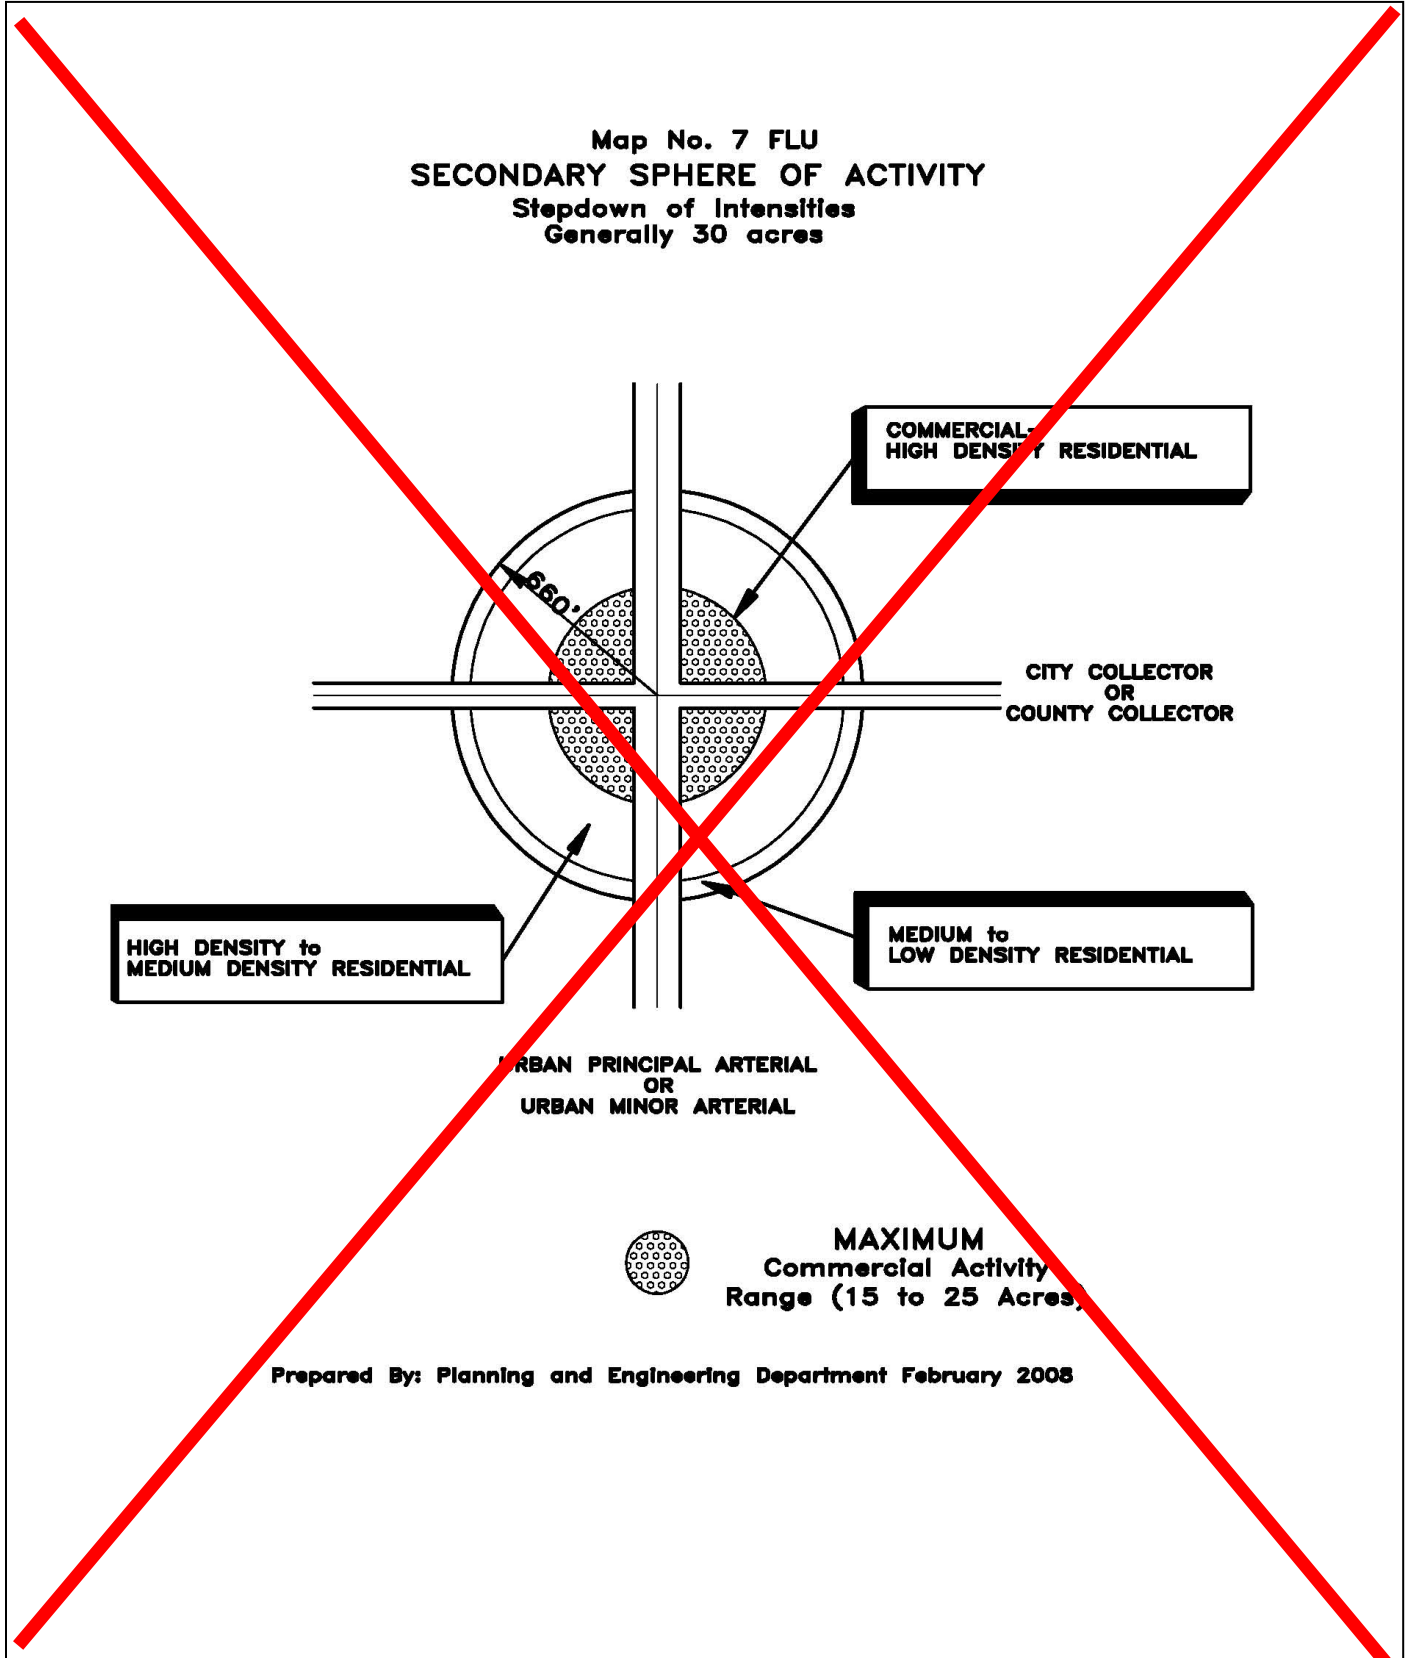 Map No. 7 FLU
SECONDARY SPHERE OF ACTIVITY
Stepdown of Intensities
Generally 30 acres
COMMERCIAL-
HIGH DENSITY RESIDENTIAL
660'
CITY COLLECTOR
OR
COUNTY COLLECTOR
HIGH DENSITY to
MEDIUM DENSITY RESIDENTIAL
MEDIUM to
LOW DENSITY RESIDENTIAL
URBAN PRINCIPAL ARTERIAL
OR
URBAN MINOR ARTERIAL
MAXIMUM
Commercial Activity
Range (15 to 25 Acres)
Prepared By: Planning and Engineering Department February 2008